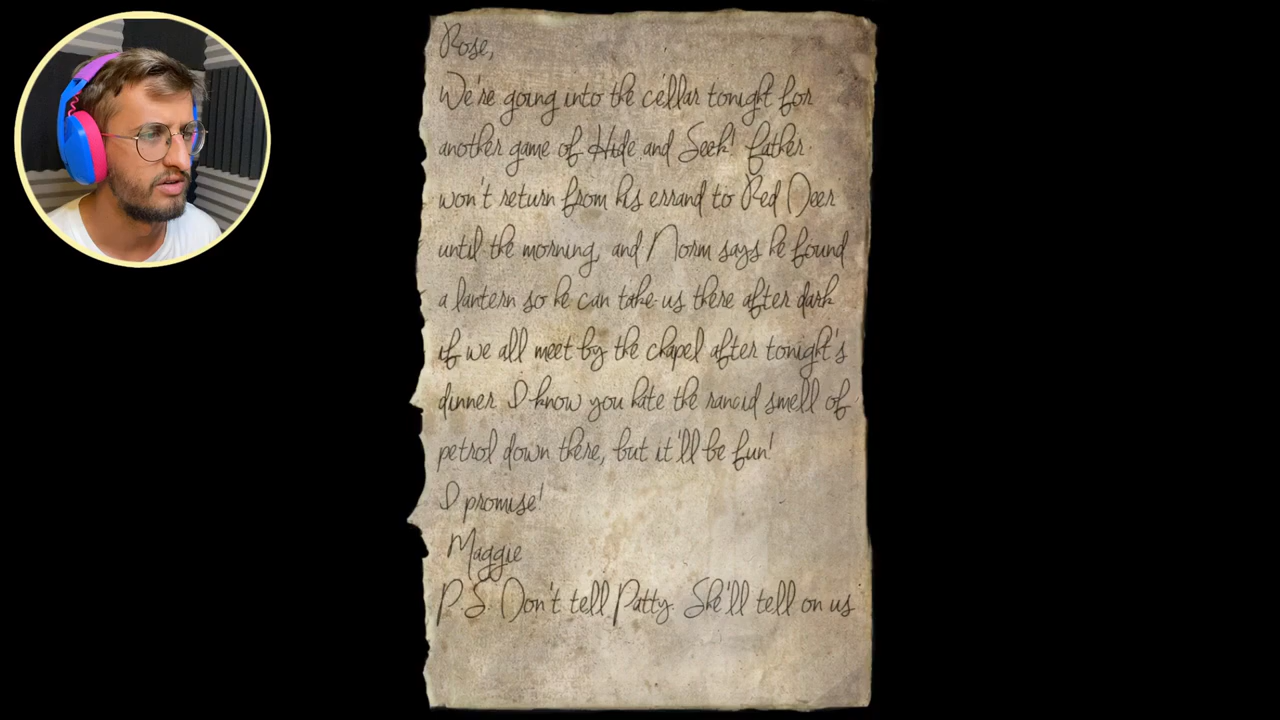 Rose,
We're going into the cellar tonight for
another game of Hide and Seek! Father
won't return from his errand to Red Deer
until the morning, and Norm says he found
a lantern so he can take us there after dark
if we all meet by the chapel after tonight's
dinner. I know you hate the rancid smell of
petrol down there, but it'll be fun!
I promise!
Maggie
P.S. Don't tell Patty. She'll tell on us